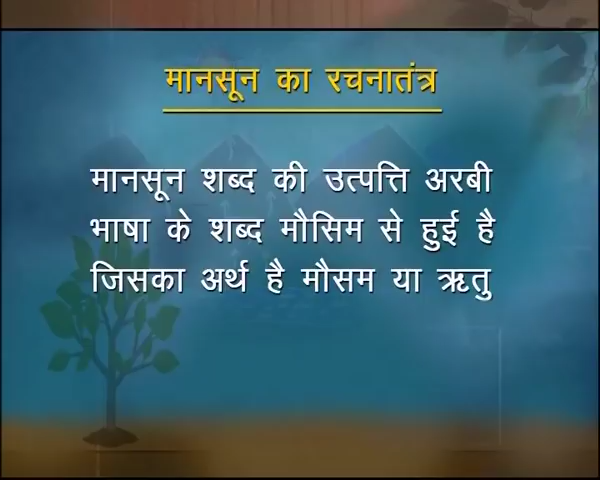 मानसून का रचनातंत्र
मानसून शब्द की उत्पत्ति अरबी
भाषा के शब्द मौसिम से हुई है
जिसका अर्थ है मौसम या ऋतु